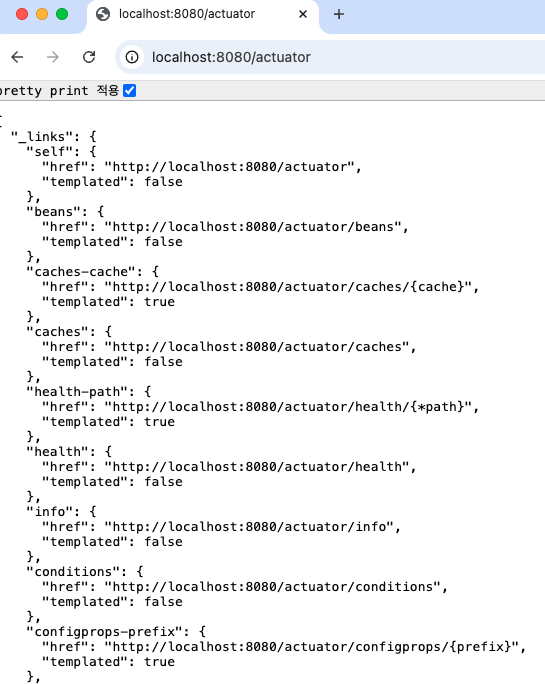 localhost:8080/actuator
localhost:8080/actuator
pretty print 적용
{
"_links": {
"self": {
"href": "http://localhost:8080/actuator",
"templated": false
},
"beans": {
"href": "http://localhost:8080/actuator/beans",
"templated": false
},
"caches-cache": {
"href": "http://localhost:8080/actuator/caches/{cache}",
"templated": true
},
"caches": {
"href": "http://localhost:8080/actuator/caches",
"templated": false
},
"health-path": {
"href": "http://localhost:8080/actuator/health/{*path}",
"templated": true
},
"health": {
"href": "http://localhost:8080/actuator/health",
"templated": false
},
"info": {
"href": "http://localhost:8080/actuator/info",
"templated": false
},
"conditions": {
"href": "http://localhost:8080/actuator/conditions",
"templated": false
},
"configprops-prefix": {
"href": "http://localhost:8080/actuator/configprops/{prefix}",
"templated": true
},